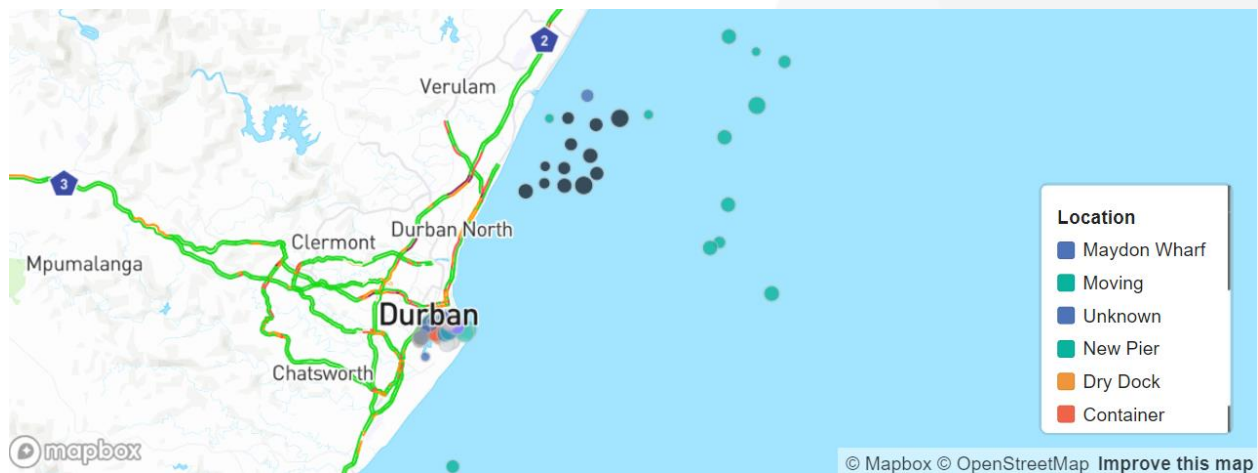 2
Verulam
3
Durban North
Clermont
Mpumalanga
Durban
Chatsworth
Location
Maydon Wharf
Moving
Unknown
New Pier
Dry Dock
Container
mapbox
© Mapbox © OpenStreetMap Improve this map